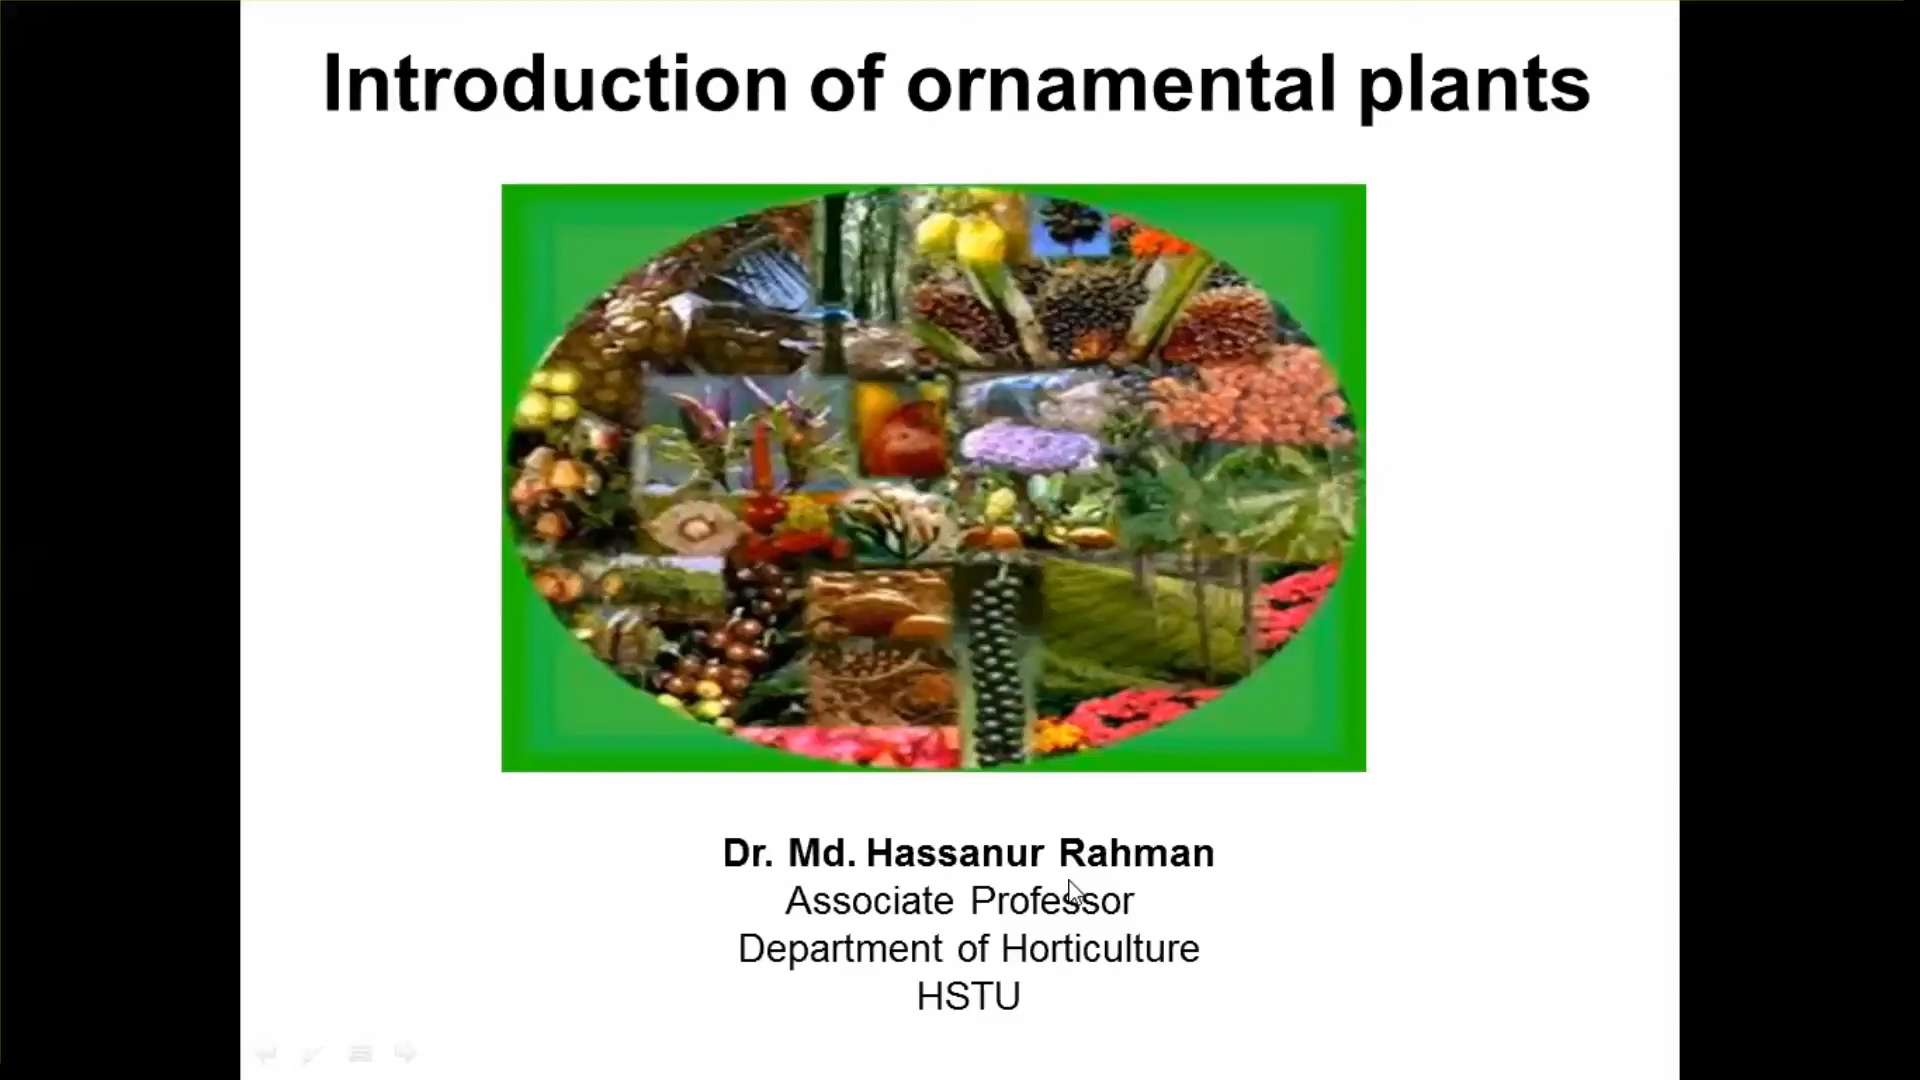 Introduction of ornamental plants
Dr. Md. Hassanur Rahman
Associate Professor
Department of Horticulture
HSTU